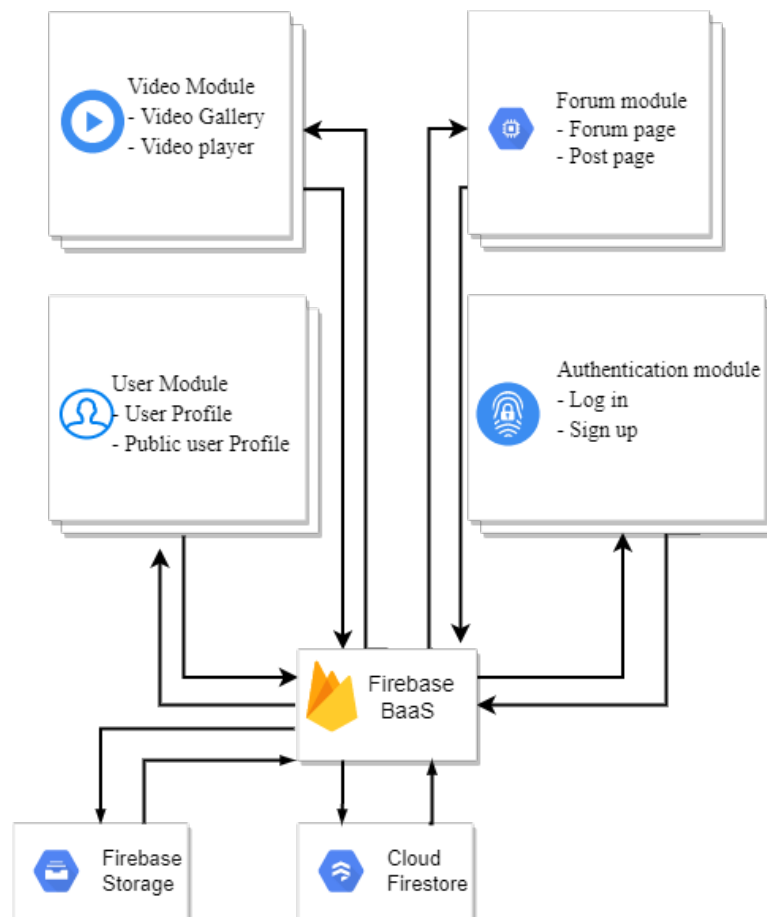 Video Module
- Video Gallery
- Video player
Forum module
- Forum page
- Post page
User Module
- User Profile
- Public user Profile
Authentication module
- Log in
- Sign up
Firebase
BaaS
Firebase
Storage
Cloud
Firestore